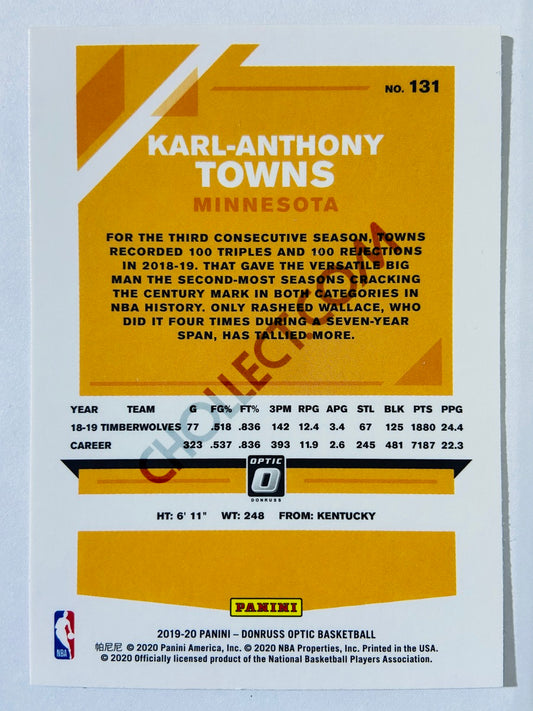 NO. 131
KARL-ANTHONY
TOWNS
MINNESOTA
FOR THE THIRD CONSECUTIVE SEASON, TOWNS
RECORDED 100 TRIPLES AND 100 REJECTIONS
IN 2018-19. THAT GAVE THE VERSATILE BIG
MAN THE SECOND-MOST SEASONS CRACKING
THE CENTURY MARK IN BOTH CATEGORIES IN
NBA HISTORY. ONLY RASHEED WALLACE, WHO
DID IT FOUR TIMES DURING A SEVEN-YEAR
SPAN, HAS TALLIED MORE.
CHOLLECT.COM
YEAR TEAM G FG% FT% 3PM RPG APG STL BLK PTS PPG
18-19 TIMBERWOLVES 77 .518 .836 142 12.4 3.4 67 125 1880 24.4
CAREER 323 .537 .836 393 11.9 2.6 245 481 7187 22.3
OPTIC
DONRUSS
HT: 6' 11" WT: 248 FROM: KENTUCKY
PANINI
2019-20 PANINI – DONRUSS OPTIC BASKETBALL
帕尼尼 © 2020 Panini America, Inc. © 2020 NBA Properties, Inc. Printed in the USA.
© 2020 Officially licensed product of the National Basketball Players Association.
NBA